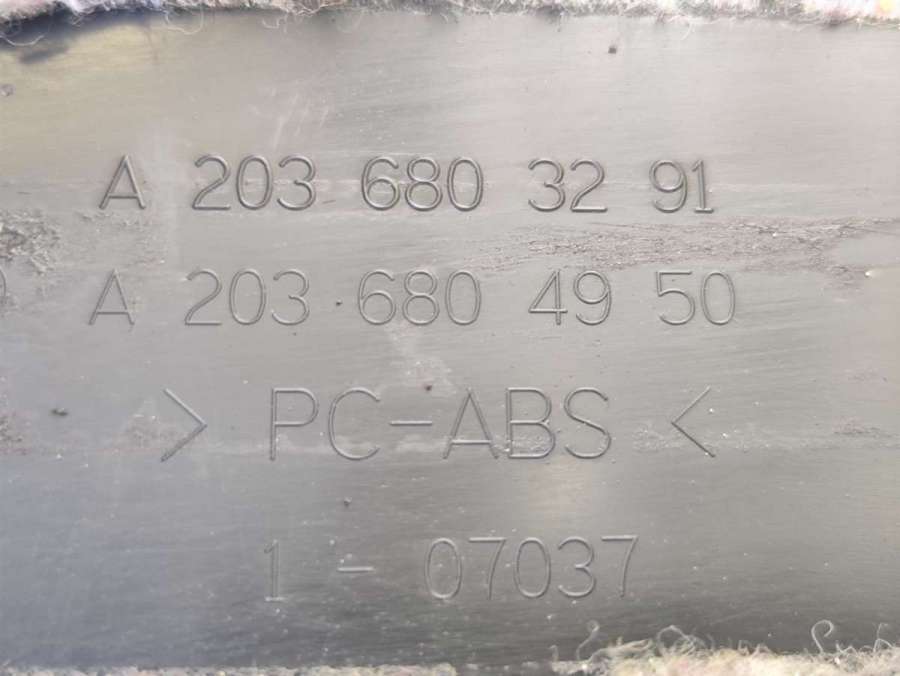 A 203 680 32 91
A 203 680 49 50
> PC-ABS <
1 - 07037